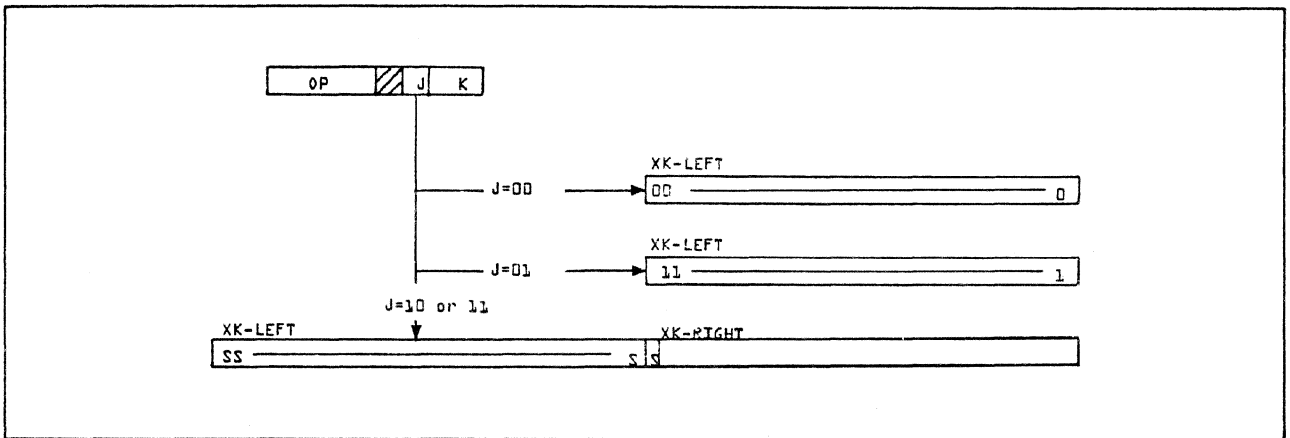 OP J K
XK-LEFT
J=00 00 0
XK-LEFT
J=01 11 1
J=10 or 11
XK-LEFT XK-RIGHT
SS S S